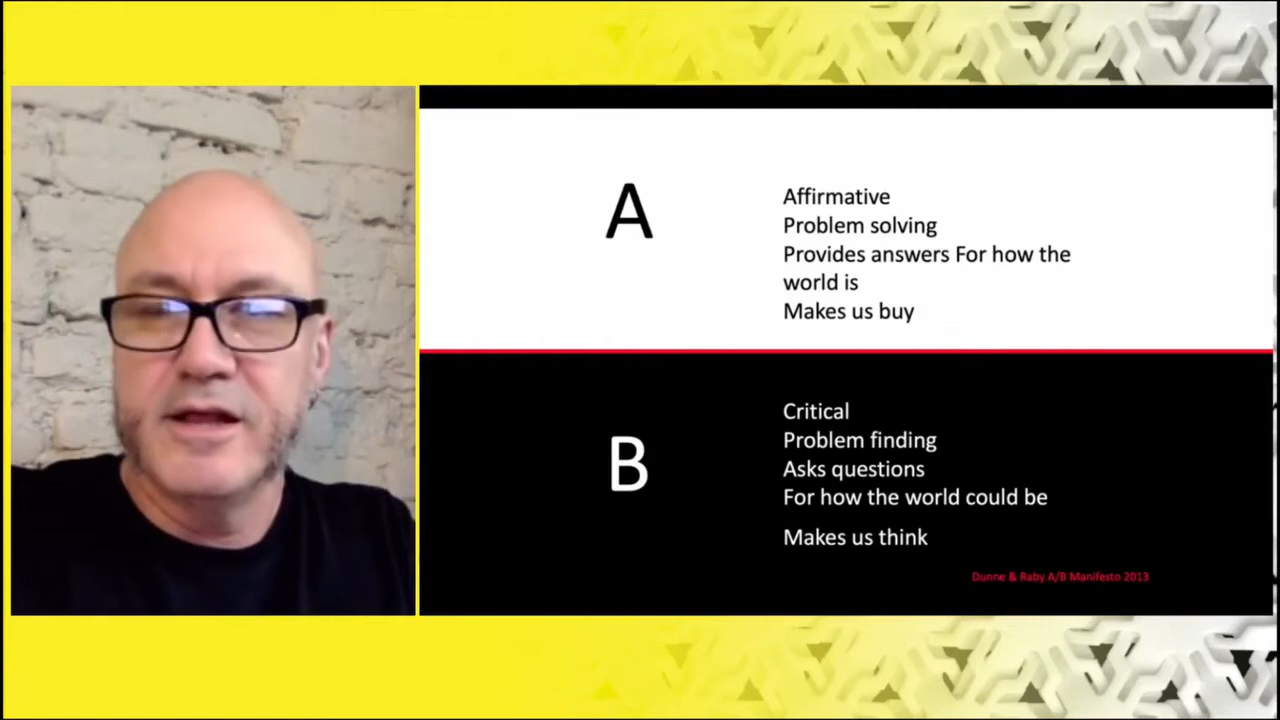 A
Affirmative
Problem solving
Provides answers For how the
world is
Makes us buy
B
Critical
Problem finding
Asks questions
For how the world could be
Makes us think
Dunne & Raby A/B Manifesto 2013